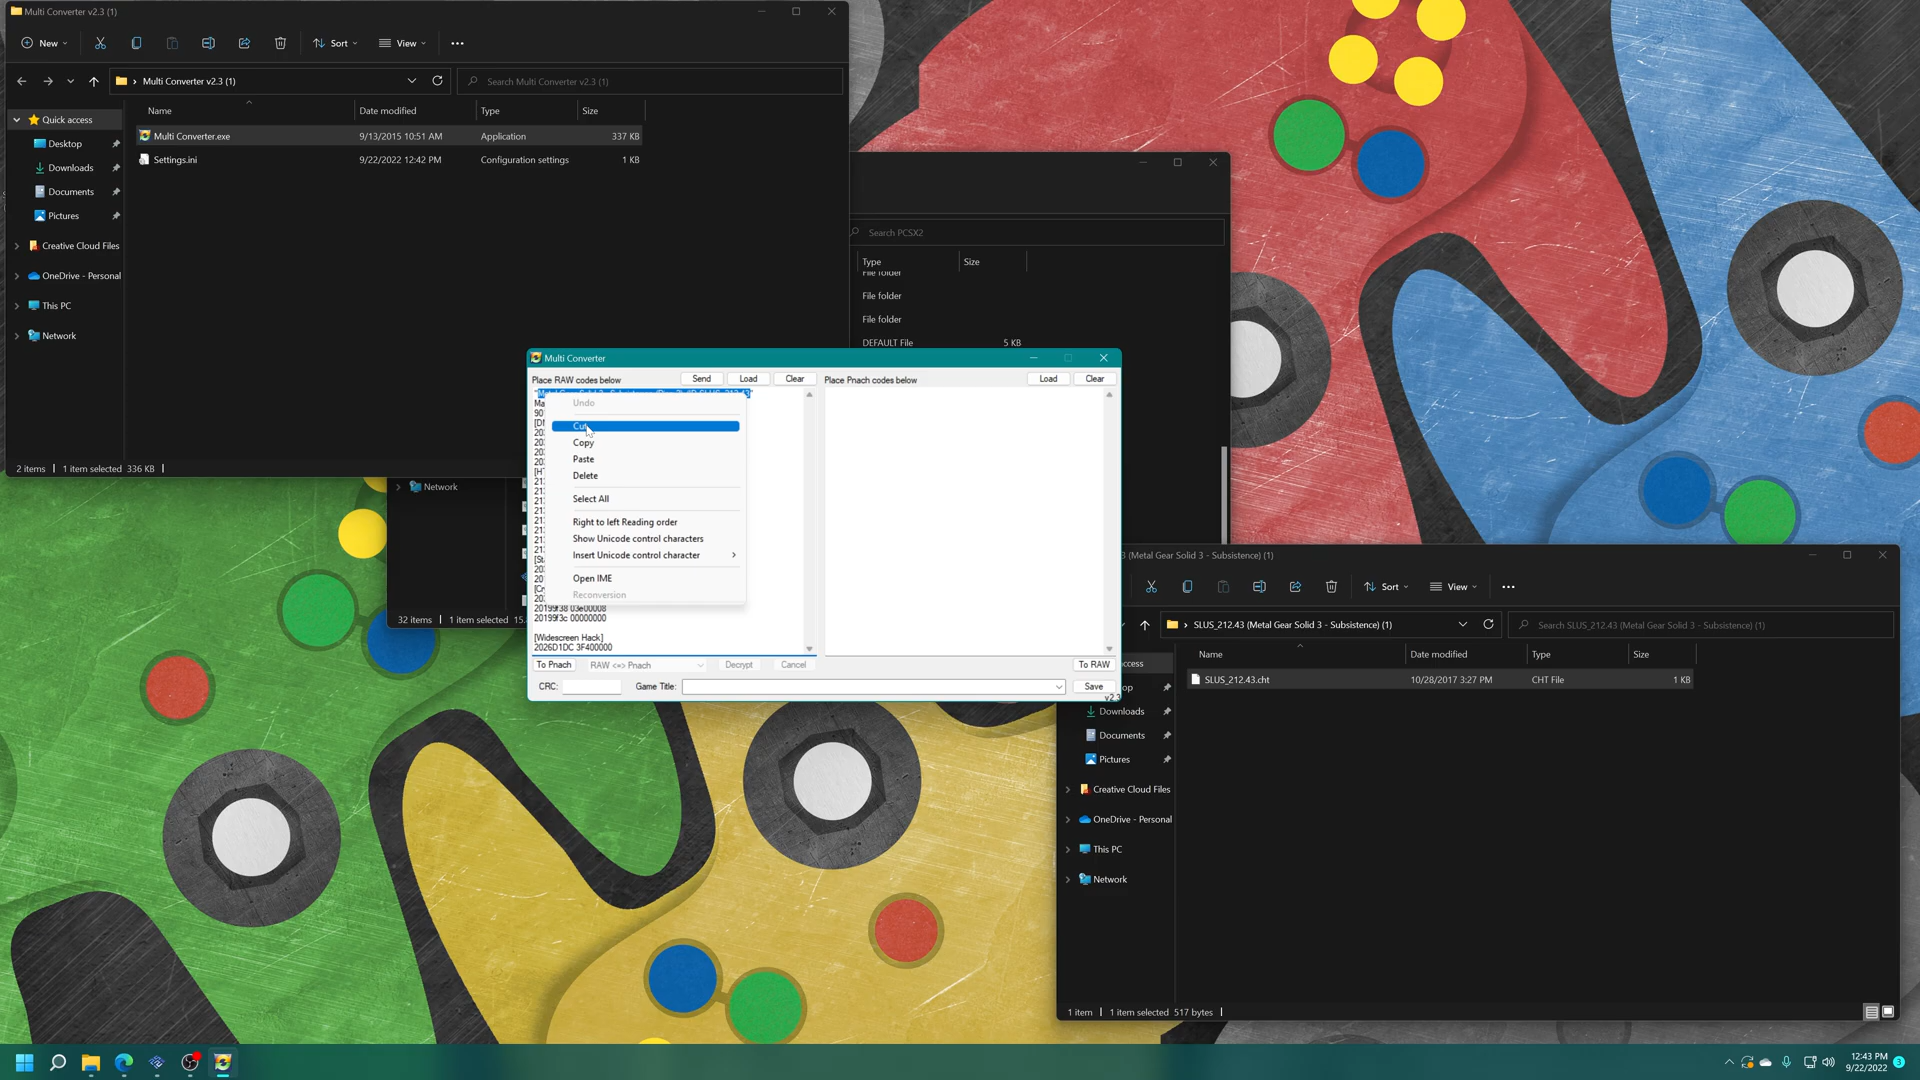 Multi Converter v2.3 (1)
New
Sort
View
Multi Converter v2.3 (1)
Search Multi Converter v2.3 (1)
Name
Date modified
Type
Size
Quick access
Desktop
Downloads
Documents
Pictures
Creative Cloud Files
OneDrive - Personal
This PC
Network
Multi Converter.exe
9/13/2015 10:51 AM
Application
337 KB
Settings.ini
9/22/2022 12:42 PM
Configuration settings
1 KB
2 items
1 item selected 336 KB
Search PCSX2
Type
Size
File folder
File folder
File folder
DEFAULT File
5 KB
Network
32 items
1 item selected
Multi Converter
Place RAW codes below
Send
Load
Clear
Place Pnach codes below
Load
Clear
Undo
Cut
Copy
Paste
Delete
Select All
Right to left Reading order
Show Unicode control characters
Insert Unicode control character
Open IME
Reconversion
20199f38 03e00008
20199f3c 00000000
[Widescreen Hack]
2026D1DC 3F400000
To Pnach
RAW <=> Pnach
Decrypt
Cancel
To RAW
CRC:
Game Title:
Save
v2.3
3 (Metal Gear Solid 3 - Subsistence) (1)
Sort
View
SLUS_212.43 (Metal Gear Solid 3 - Subsistence) (1)
Search SLUS_212.43 (Metal Gear Solid 3 - Subsistence) (1)
Name
Date modified
Type
Size
SLUS_212.43.cht
10/28/2017 3:27 PM
CHT File
1 KB
Downloads
Documents
Pictures
Creative Cloud Files
OneDrive - Personal
This PC
Network
1 item
1 item selected 517 bytes
12:43 PM
9/22/2022
3